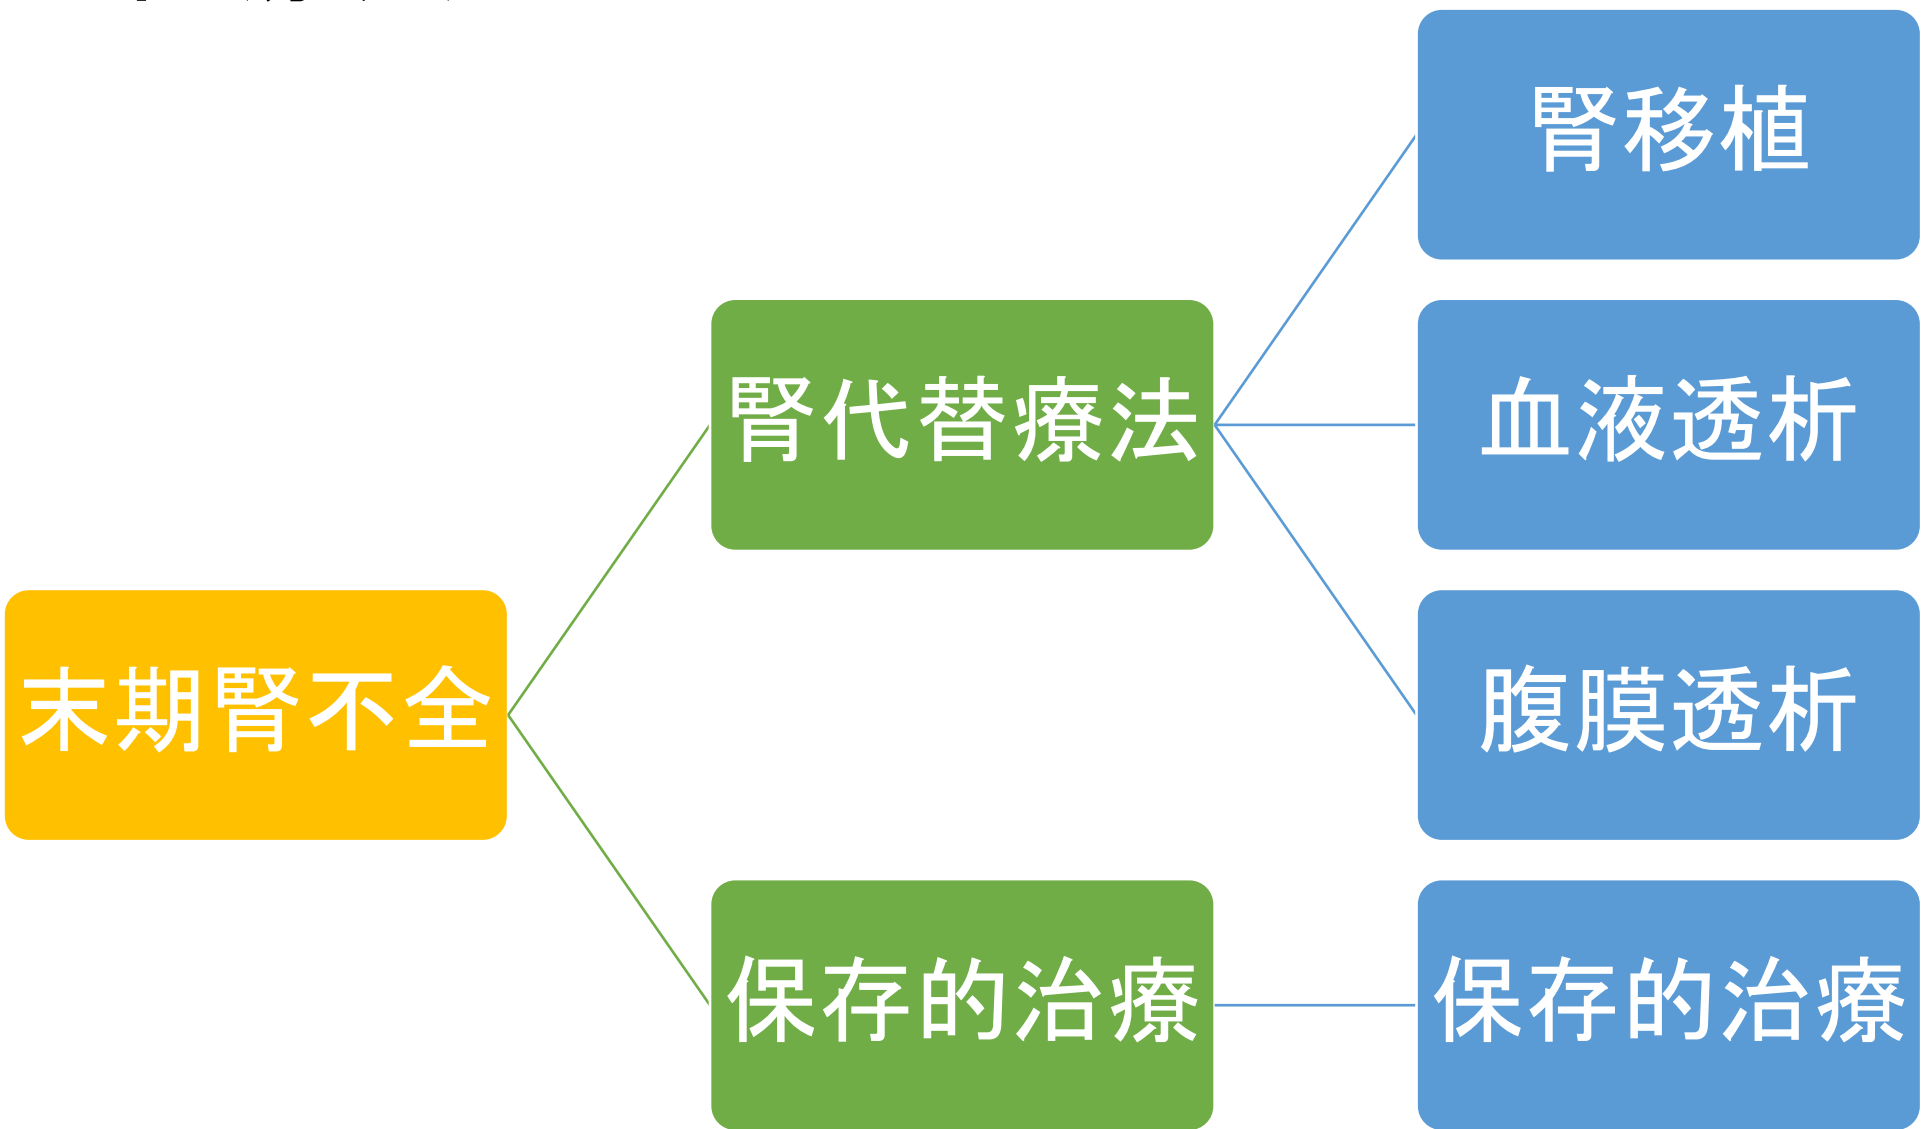 末期腎不全
腎代替療法
腎移植
血液透析
腹膜透析
保存的治療
保存的治療